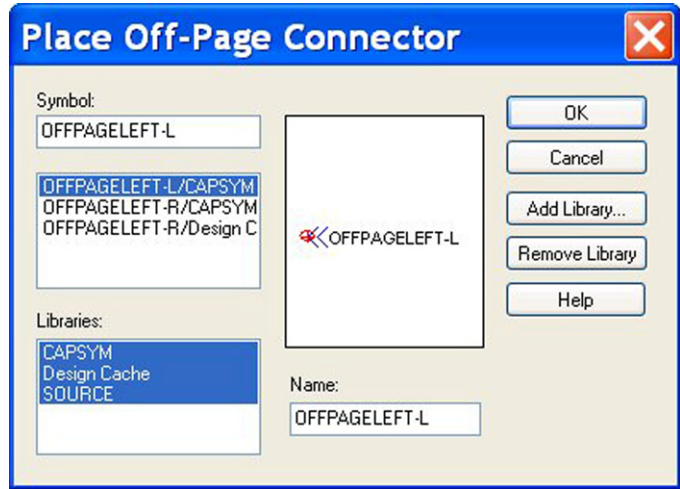 Place Off-Page Connector
Symbol:
OFFPAGELEFT-L
OFFPAGELEFT-L/CAPSYM
OFFPAGELEFT-R/CAPSYM
OFFPAGELEFT-R/Design C
Libraries:
CAPSYM
Design Cache
SOURCE
OFFPAGELEFT-L
Name:
OFFPAGELEFT-L
OK
Cancel
Add Library...
Remove Library
Help